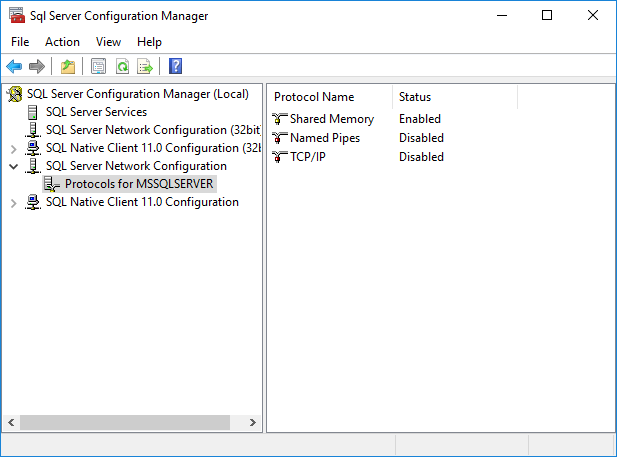 Sql Server Configuration Manager
File Action View Help
SQL Server Configuration Manager (Local)
SQL Server Services
SQL Server Network Configuration (32bit
SQL Native Client 11.0 Configuration (32b
SQL Server Network Configuration
Protocols for MSSQLSERVER
SQL Native Client 11.0 Configuration
Protocol Name Status
Shared Memory Enabled
Named Pipes Disabled
TCP/IP Disabled